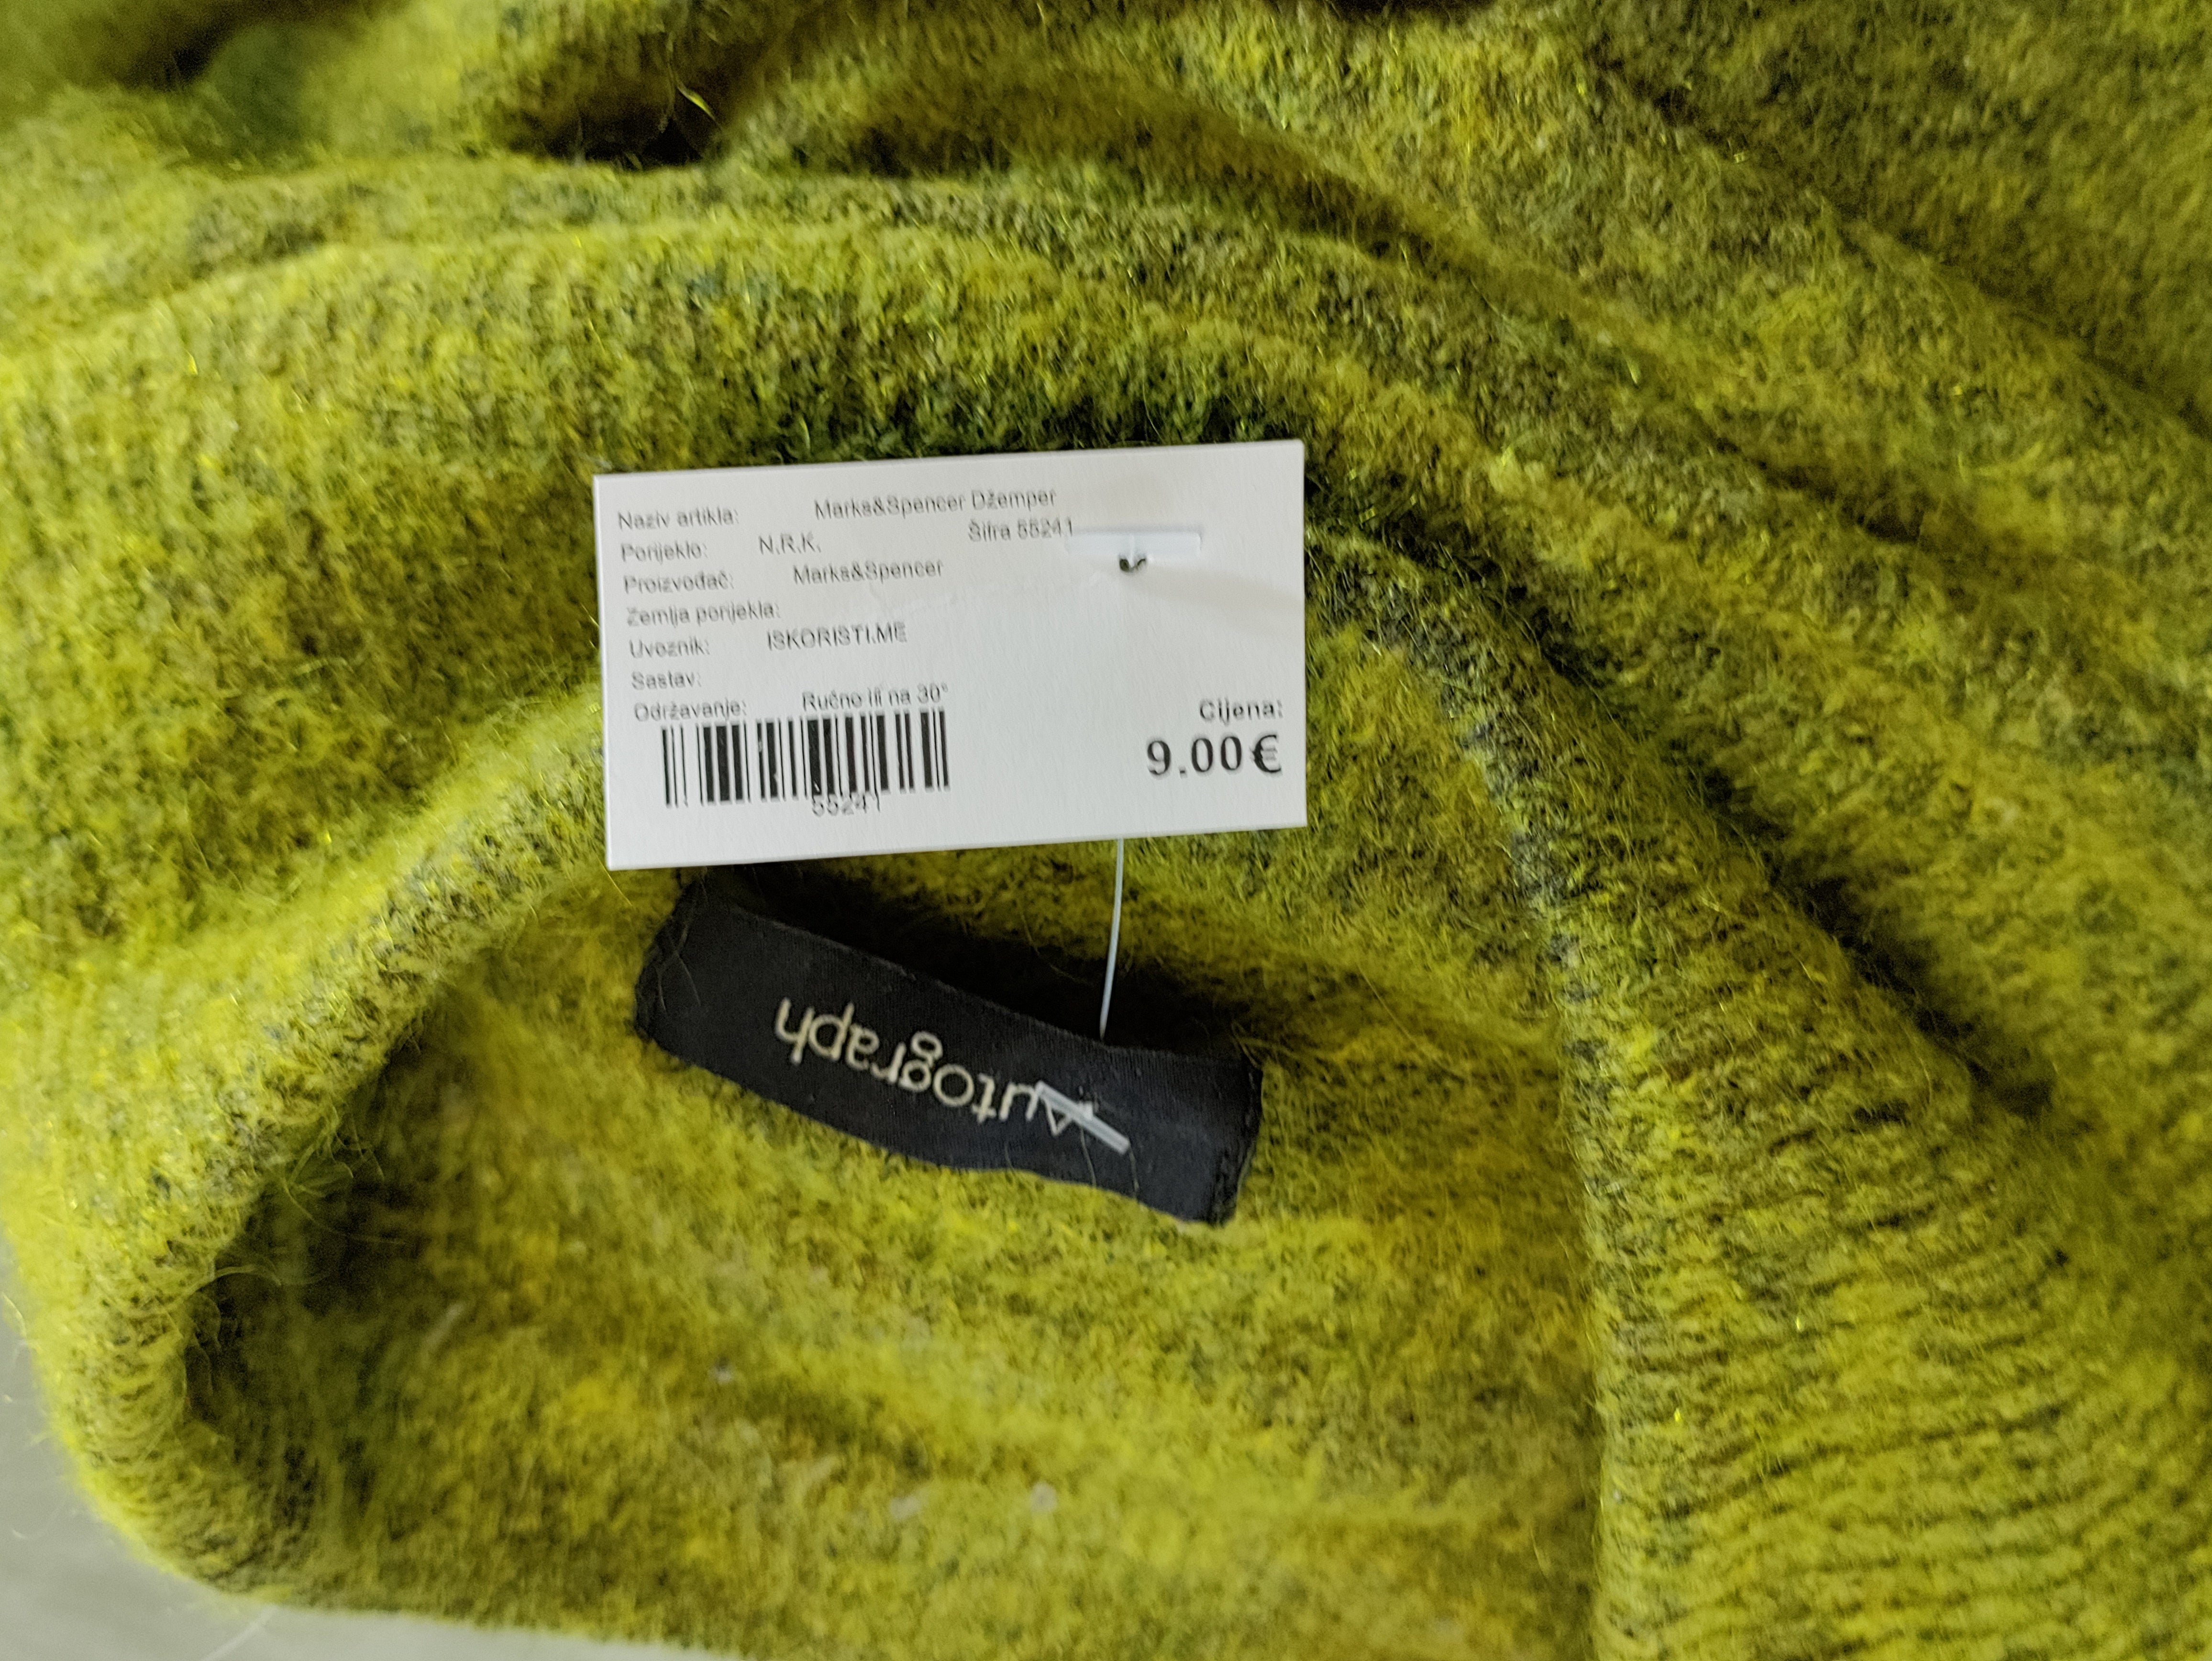 Naziv artikla: Marks&Spencer Džemper
Porijeklo: N.R.K. Šifra 55241
Proizvođač: Marks&Spencer
Zemlja porijekla:
Uvoznik: ISKORISTI.ME
Sastav:
Održavanje: Ručno ili na 30°
55241
Cijena:
9.00€
Autograph